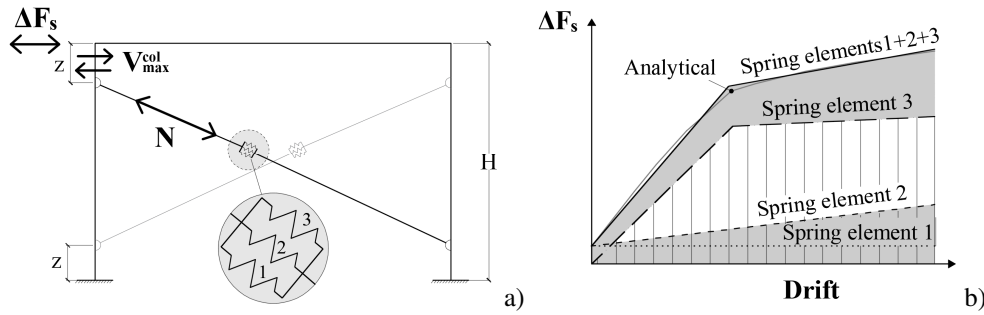 ΔFs
z
V col max
N
H
3
2
1
z
a)
ΔFs
Spring elements1+2+3
Analytical
Spring element 3
Spring element 2
Spring element 1
Drift
b)